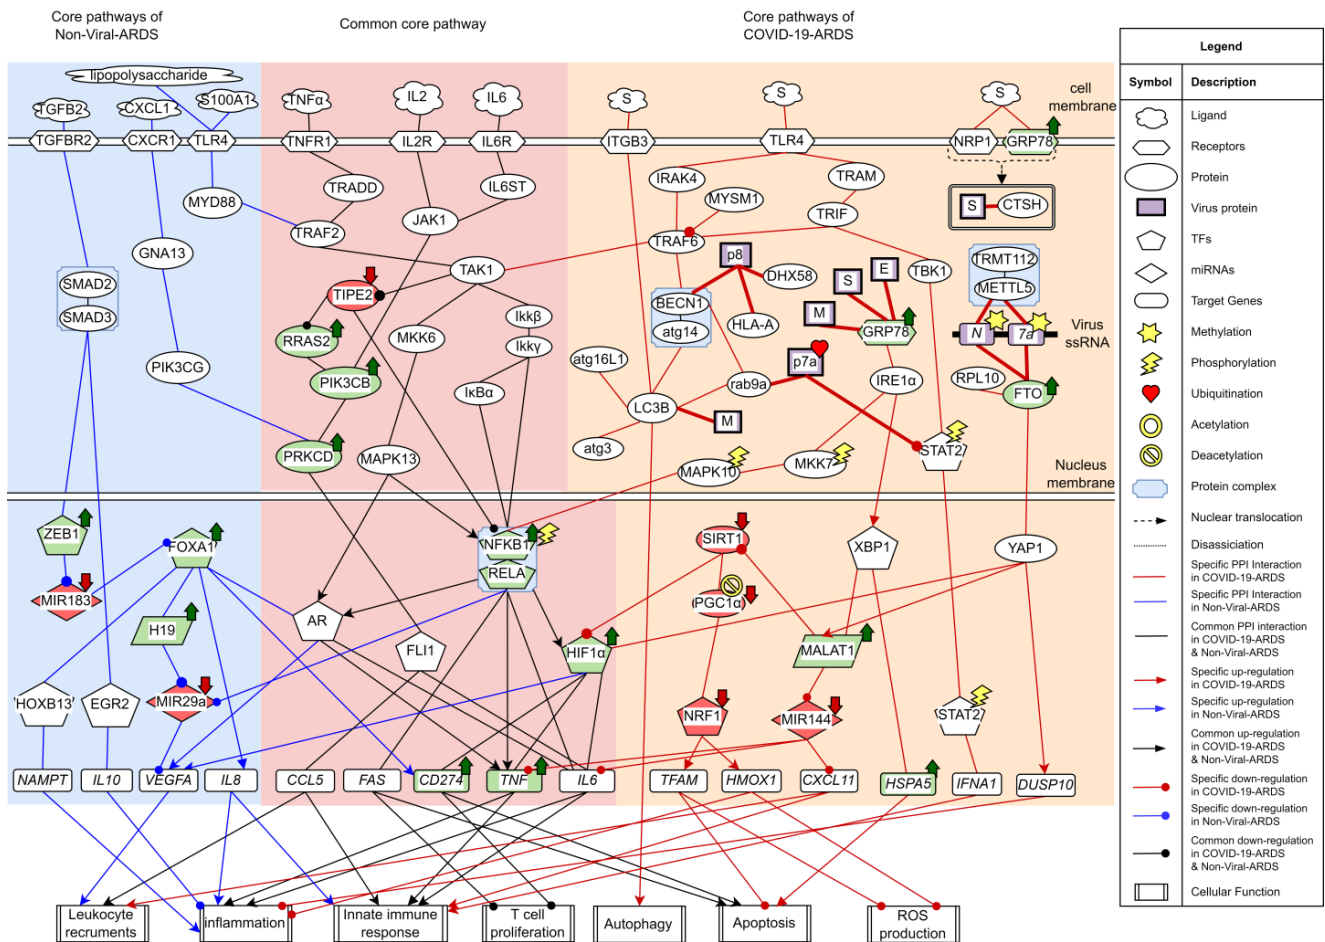 Core pathways of
Non-Viral-ARDS
Common core pathway
Core pathways of
COVID-19-ARDS
lipopolysaccharide
TGFB2
CXCL1
S100A1
TNFα
IL2
IL6
S
S
S
cell
membrane
TGFBR2
CXCR1
TLR4
TNFR1
IL2R
IL6R
ITGB3
TLR4
NRP1
GRP78
MYD88
TRADD
IL6ST
IRAK4
TRAM
MYSM1
S
CTSH
JAK1
TRIF
TRAF2
TRAF6
GNA13
p8
TAK1
DHX58
S
E
TBK1
TRMT112
METTL5
SMAD2
SMAD3
TIPE2
BECN1
atg14
HLA-A
M
GRP78
N
7a
Virus
ssRNA
Ikkβ
Ikkγ
RRAS2
MKK6
PIK3CG
PIK3CB
IκBα
atg16L1
rab9a
p7a
IRE1α
RPL10
FTO
LC3B
M
PRKCD
MAPK13
atg3
MAPK10
MKK7
STAT2
Nucleus
membrane
ZEB1
FOXA1
NFKB1
RELA
SIRT1
XBP1
YAP1
MIR183
PGC1α
H19
AR
FLI1
HIF1α
MALAT1
HOXB13
EGR2
MIR29a
NRF1
MIR144
STAT2
NAMPT
IL10
VEGFA
IL8
CCL5
FAS
CD274
TNF
IL6
TFAM
HMOX1
CXCL11
HSPA5
IFNA1
DUSP10
Leukocyte
recruments
inflammation
Innate immune
response
T cell
proliferation
Autophagy
Apoptosis
ROS
production
Legend
Symbol
Description
Ligand
Receptors
Protein
Virus protein
TFs
miRNAs
Target Genes
Methylation
Phosphorylation
Ubiquitination
Acetylation
Deacetylation
Protein complex
Nuclear translocation
Disassiciation
Specific PPI Interaction
in COVID-19-ARDS
Specific PPI Interaction
in Non-Viral-ARDS
Common PPI interaction
in COVID-19-ARDS
& Non-Viral-ARDS
Specific up-regulation
in COVID-19-ARDS
Specific up-regulation
in Non-Viral-ARDS
Common up-regulation
in COVID-19-ARDS
& Non-Viral-ARDS
Specific down-regulation
in COVID-19-ARDS
Specific down-regulation
in Non-Viral-ARDS
Common down-regulation
in COVID-19-ARDS
& Non-Viral-ARDS
Cellular Function